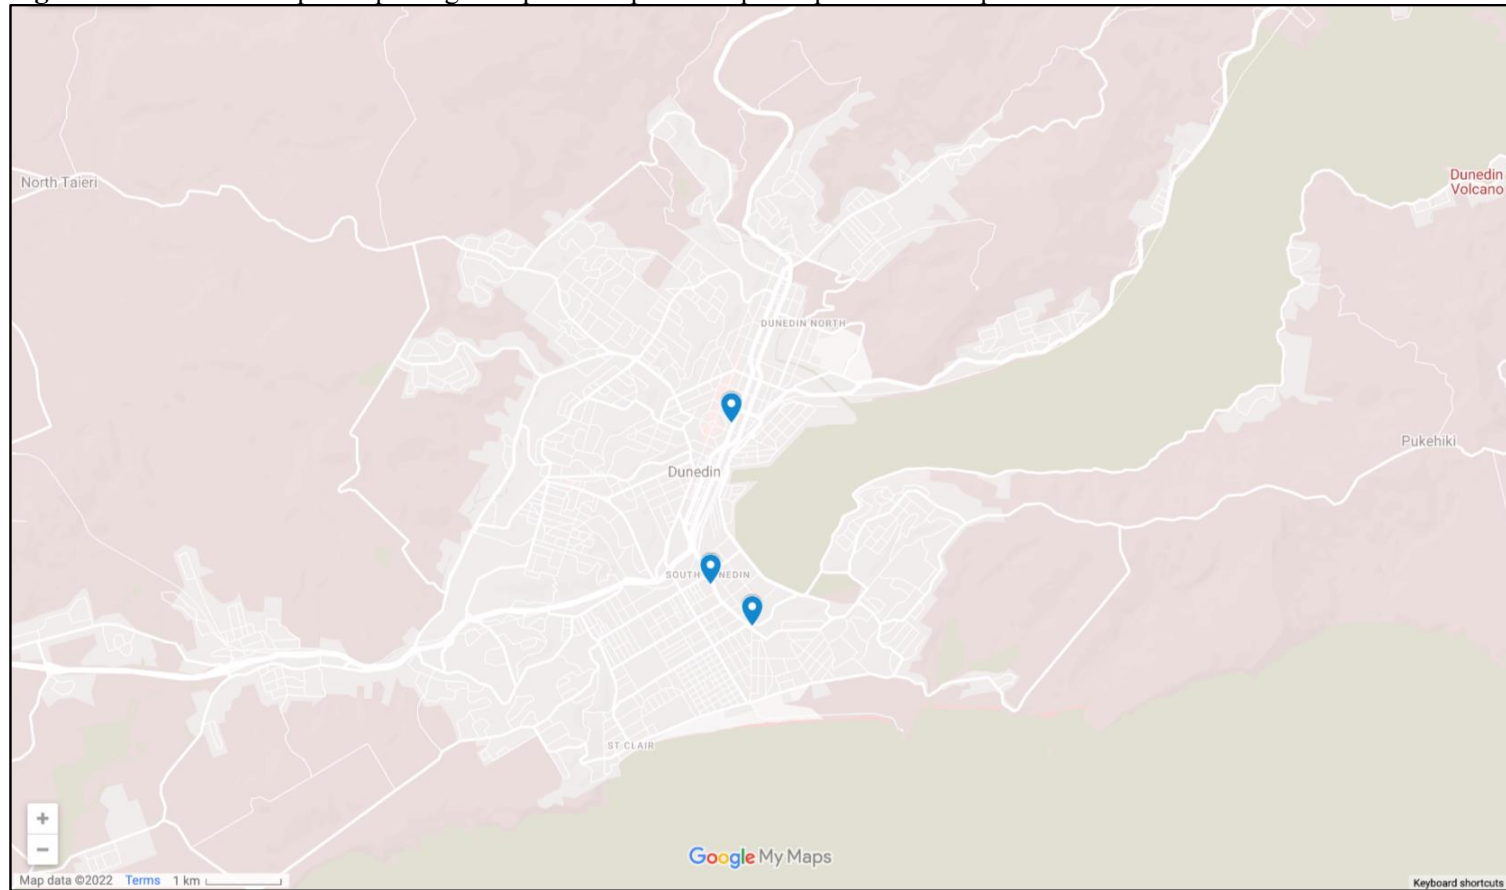 North Taieri
Dunedin
Volcano
DUNEDIN NORTH
Pukehiki
Dunedin
SOUTH
ST CLAIR
+
−
Google My Maps
Map data ©2022 Terms 1 km
Keyboard shortcuts